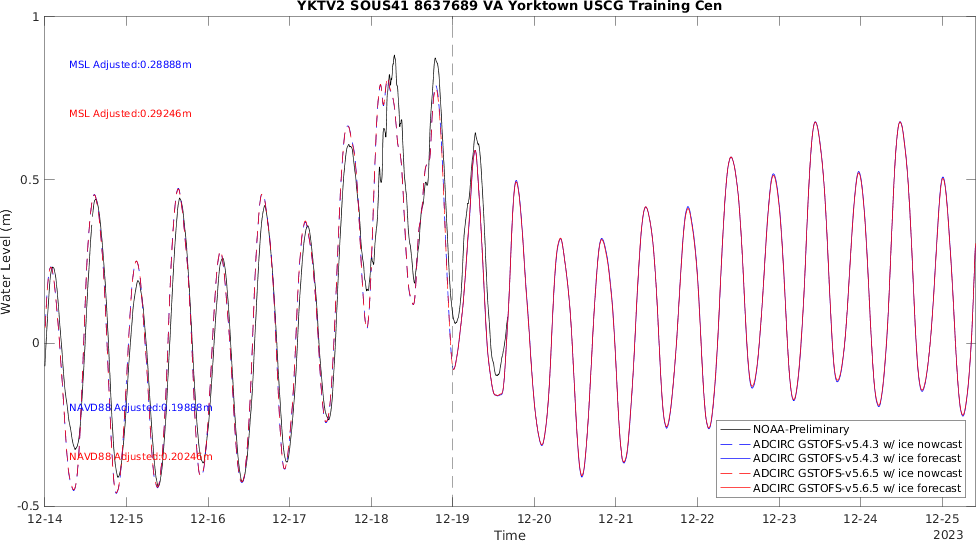 YKTV2 SOUS41 8637689 VA Yorktown USCG Training Cen
1
MSL Adjusted:0.28888m
MSL Adjusted:0.29246m
0.5
Water Level (m)
0
NAVD88 Adjusted:0.19888m
NAVD88 Adjusted:0.20246m
-0.5
NOAA-Preliminary
ADCIRC GSTOFS-v5.4.3 w/ ice nowcast
ADCIRC GSTOFS-v5.4.3 w/ ice forecast
ADCIRC GSTOFS-v5.6.5 w/ ice nowcast
ADCIRC GSTOFS-v5.6.5 w/ ice forecast
12-14 12-15 12-16 12-17 12-18 12-19 12-20 12-21 12-22 12-23 12-24 12-25
Time
2023